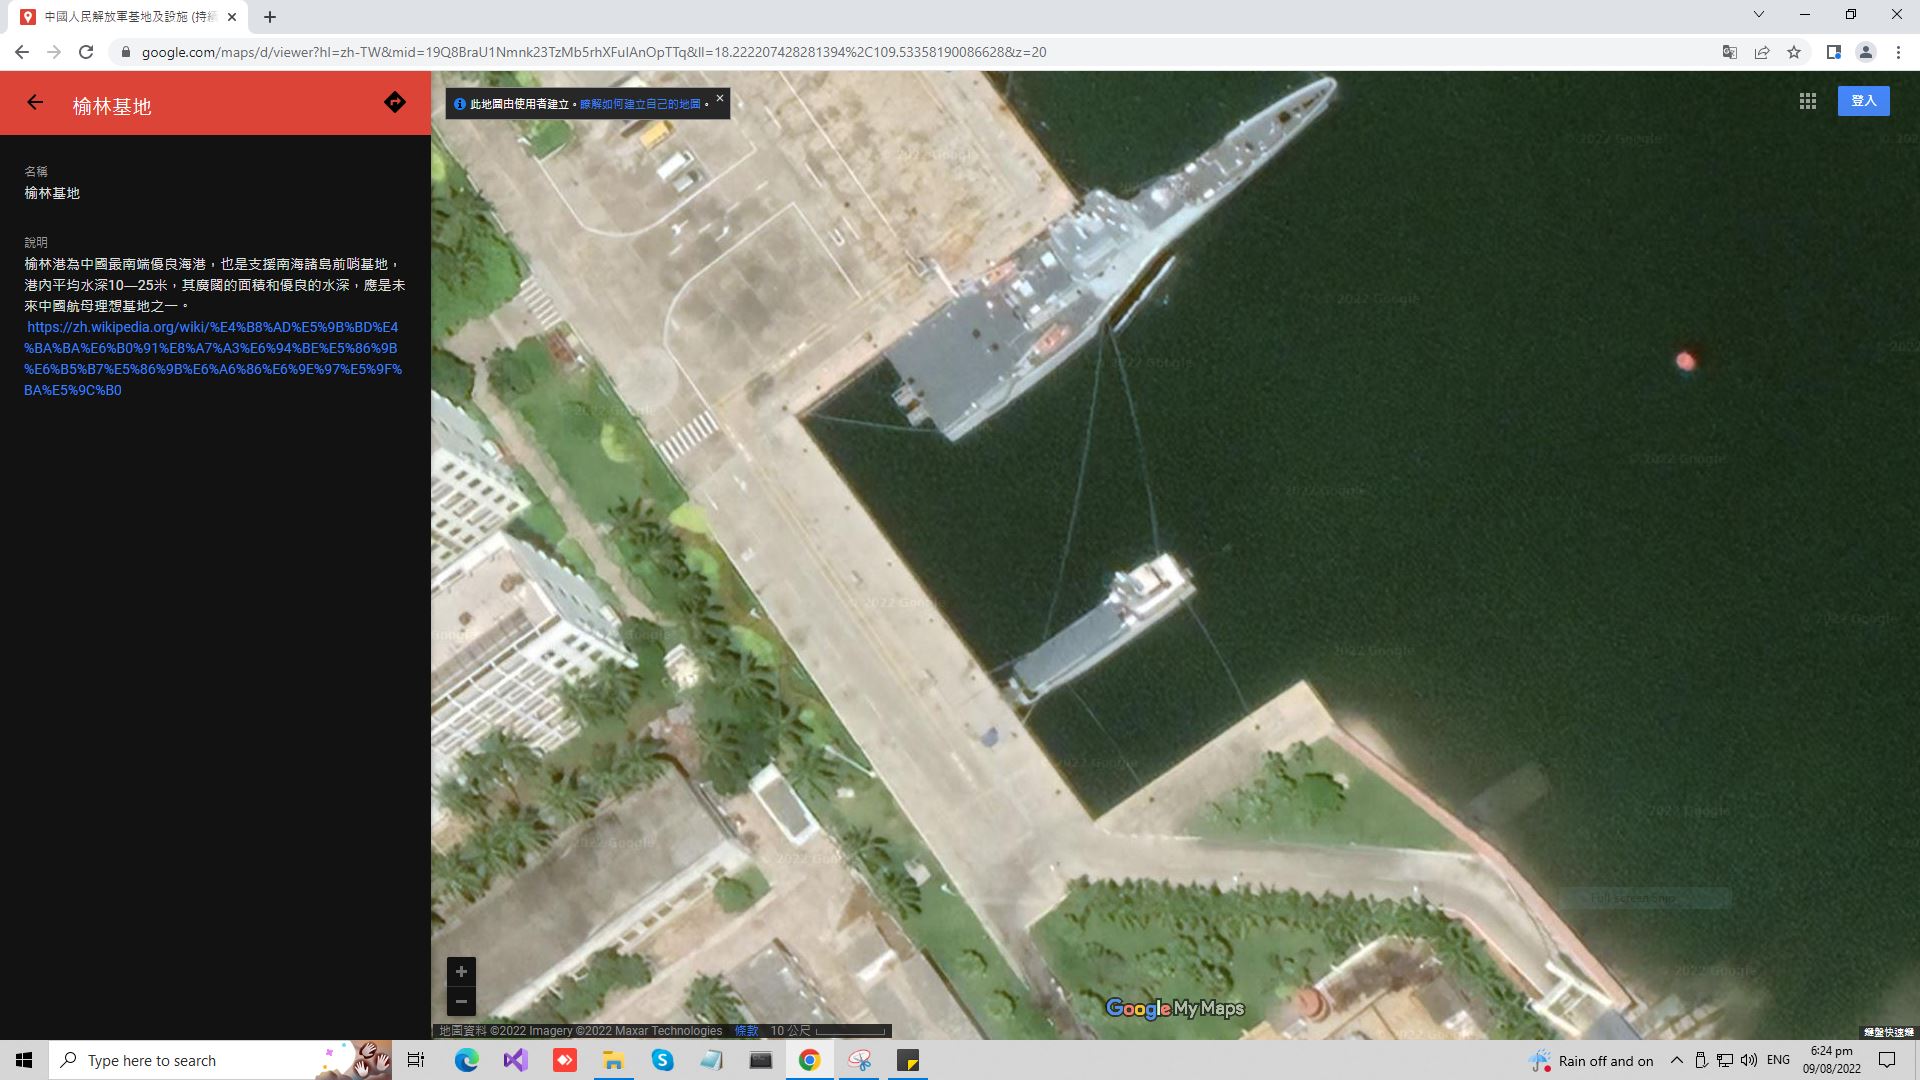 中國人民解放軍基地及設施 (持續
google.com/maps/d/viewer?hl=zh-TW&mid=19Q8BraU1Nmnk23TzMb5rhXFulAnOpTTq&ll=18.222207428281394%2C109.53358190086628&z=20
榆林基地
此地圖由使用者建立。瞭解如何建立自己的地圖。
登入
名稱
榆林基地
說明
榆林港為中國最南端優良海港，也是支援南海諸島前哨基地，
港內平均水深10—25米，其廣闊的面積和優良的水深，應是未
來中國航母理想基地之一。
https://zh.wikipedia.org/wiki/%E4%B8%AD%E5%9B%BD%E4
%BA%BA%E6%B0%91%E8%A7%A3%E6%94%BE%E5%86%9B
%E6%B5%B7%E5%86%9B%E6%A6%86%E6%9E%97%E5%9F%
BA%E5%9C%B0
Full-screen Snip
Google My Maps
地圖資料 ©2022 Imagery ©2022 Maxar Technologies 條款 10 公尺
鍵盤快速鍵
Type here to search
Rain off and on
ENG
6:24 pm
09/08/2022